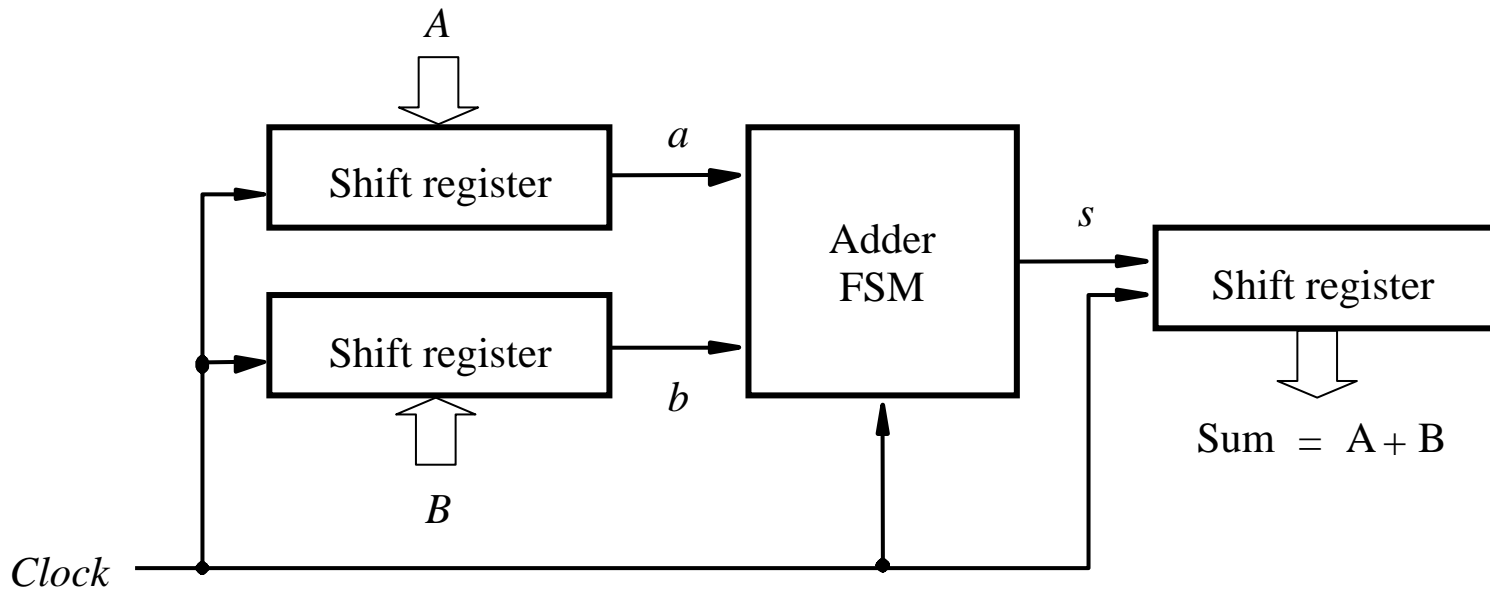 A
Shift register
a
Adder
FSM
s
Shift register
Shift register
b
Sum = A + B
B
Clock